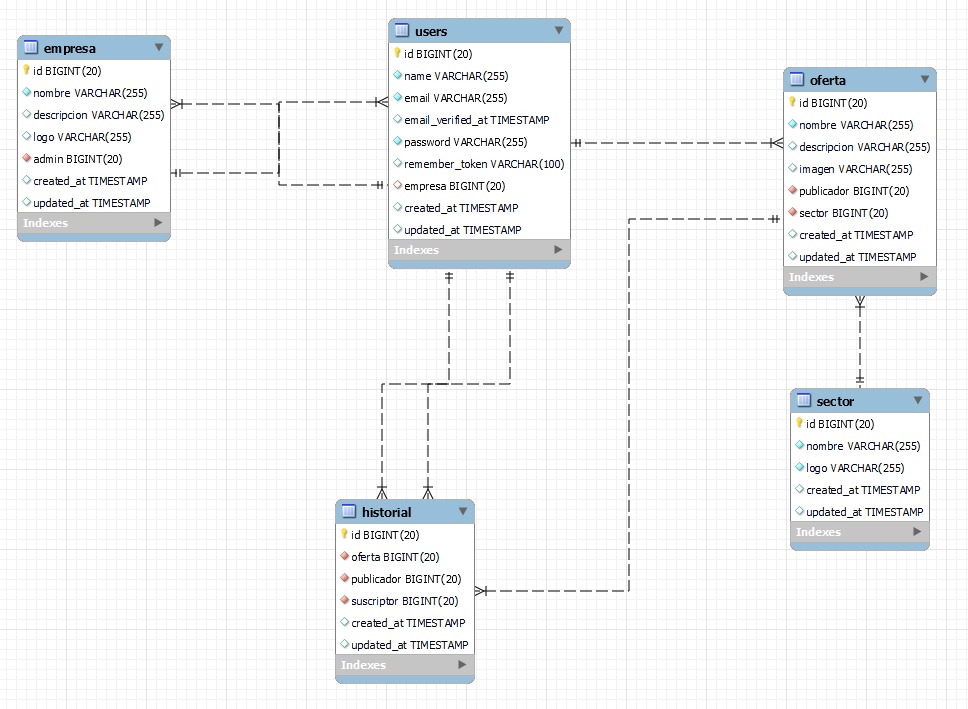 empresa
id BIGINT(20)
nombre VARCHAR(255)
descripcion VARCHAR(255)
logo VARCHAR(255)
admin BIGINT(20)
created_at TIMESTAMP
updated_at TIMESTAMP
Indexes
users
id BIGINT(20)
name VARCHAR(255)
email VARCHAR(255)
email_verified_at TIMESTAMP
password VARCHAR(255)
remember_token VARCHAR(100)
empresa BIGINT(20)
created_at TIMESTAMP
updated_at TIMESTAMP
Indexes
oferta
id BIGINT(20)
nombre VARCHAR(255)
descripcion VARCHAR(255)
imagen VARCHAR(255)
publicador BIGINT(20)
sector BIGINT(20)
created_at TIMESTAMP
updated_at TIMESTAMP
Indexes
sector
id BIGINT(20)
nombre VARCHAR(255)
logo VARCHAR(255)
created_at TIMESTAMP
updated_at TIMESTAMP
Indexes
historial
id BIGINT(20)
oferta BIGINT(20)
publicador BIGINT(20)
suscriptor BIGINT(20)
created_at TIMESTAMP
updated_at TIMESTAMP
Indexes